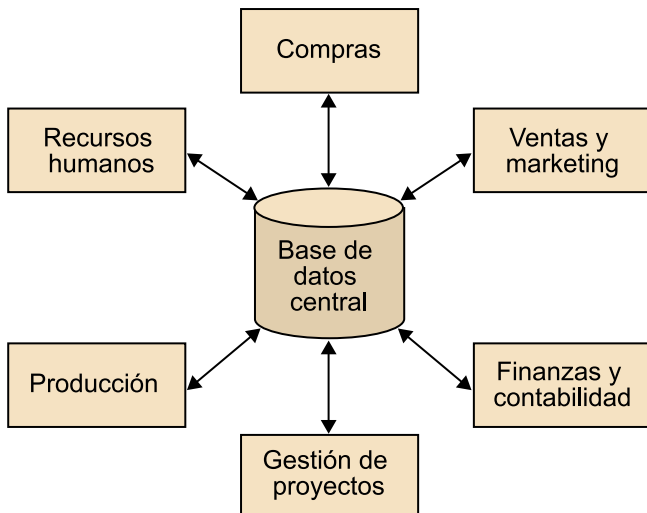 Compras
Recursos
humanos
Ventas y
marketing
Base de
datos
central
Producción
Finanzas y
contabilidad
Gestión de
proyectos